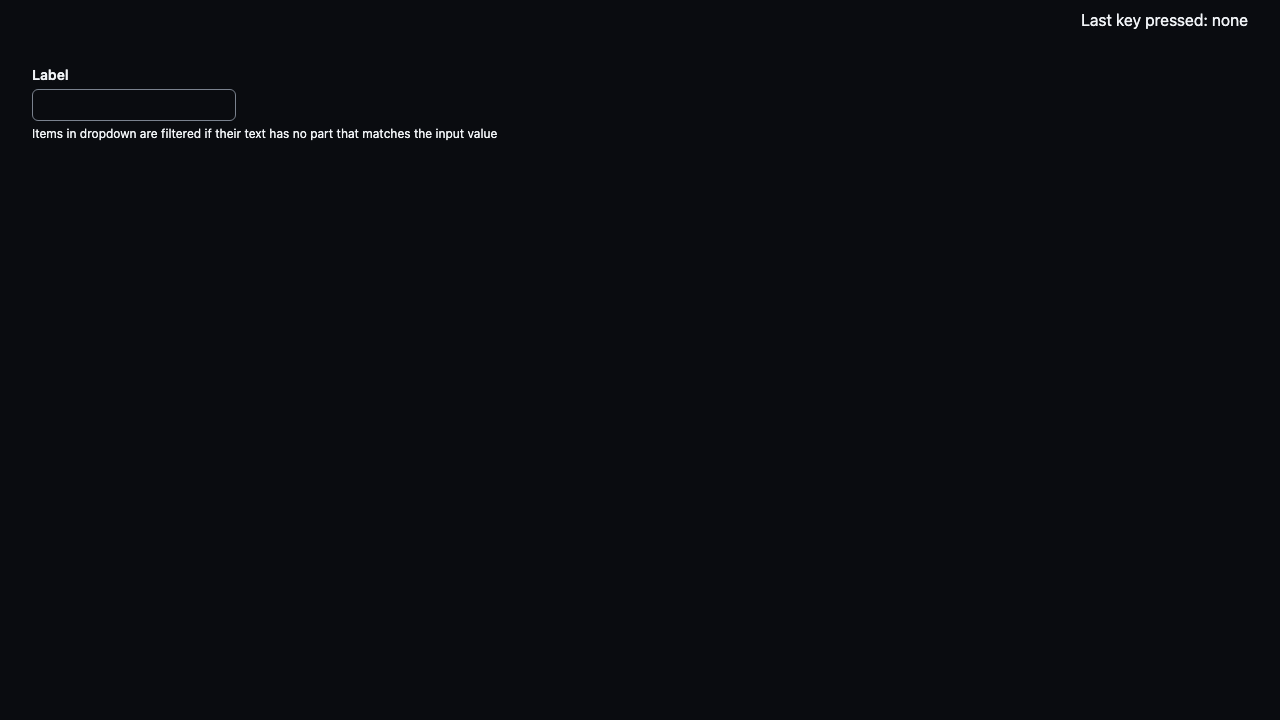 Last key pressed: none
Label
Items in dropdown are filtered if their text has no part that matches the input value